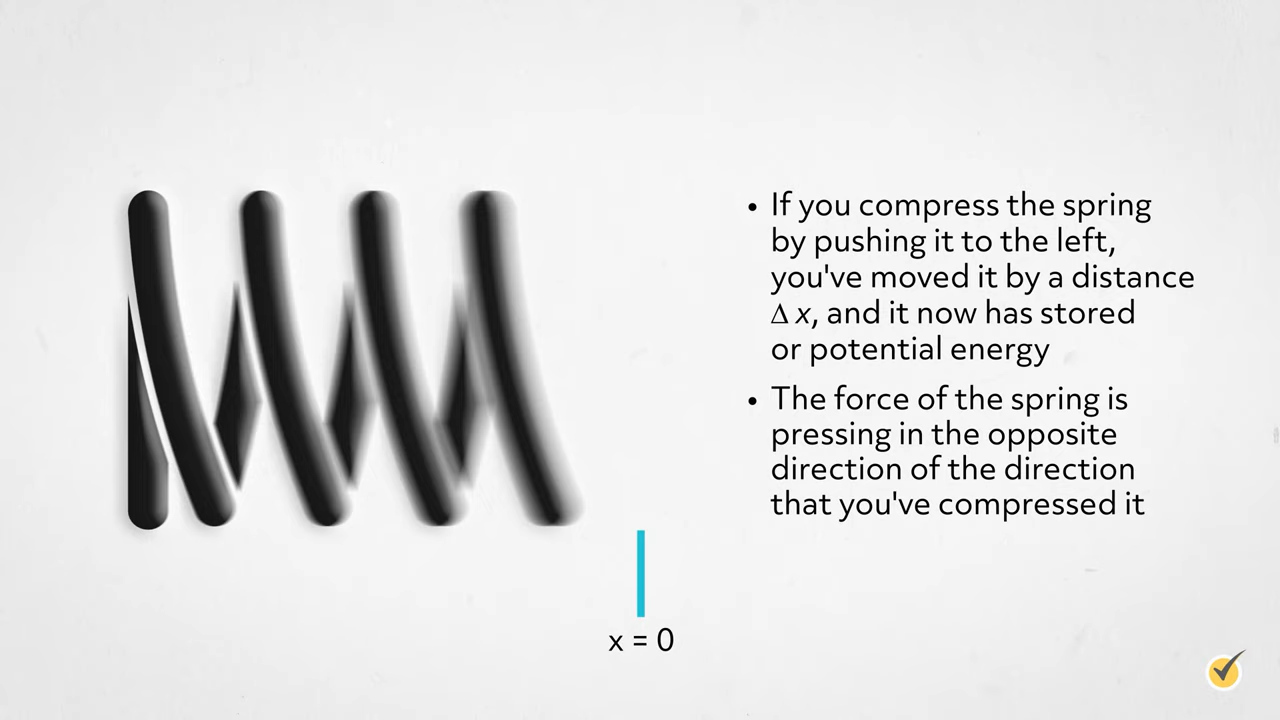 • If you compress the spring
by pushing it to the left,
you've moved it by a distance
Δ x, and it now has stored
or potential energy
• The force of the spring is
pressing in the opposite
direction of the direction
that you've compressed it
x = 0